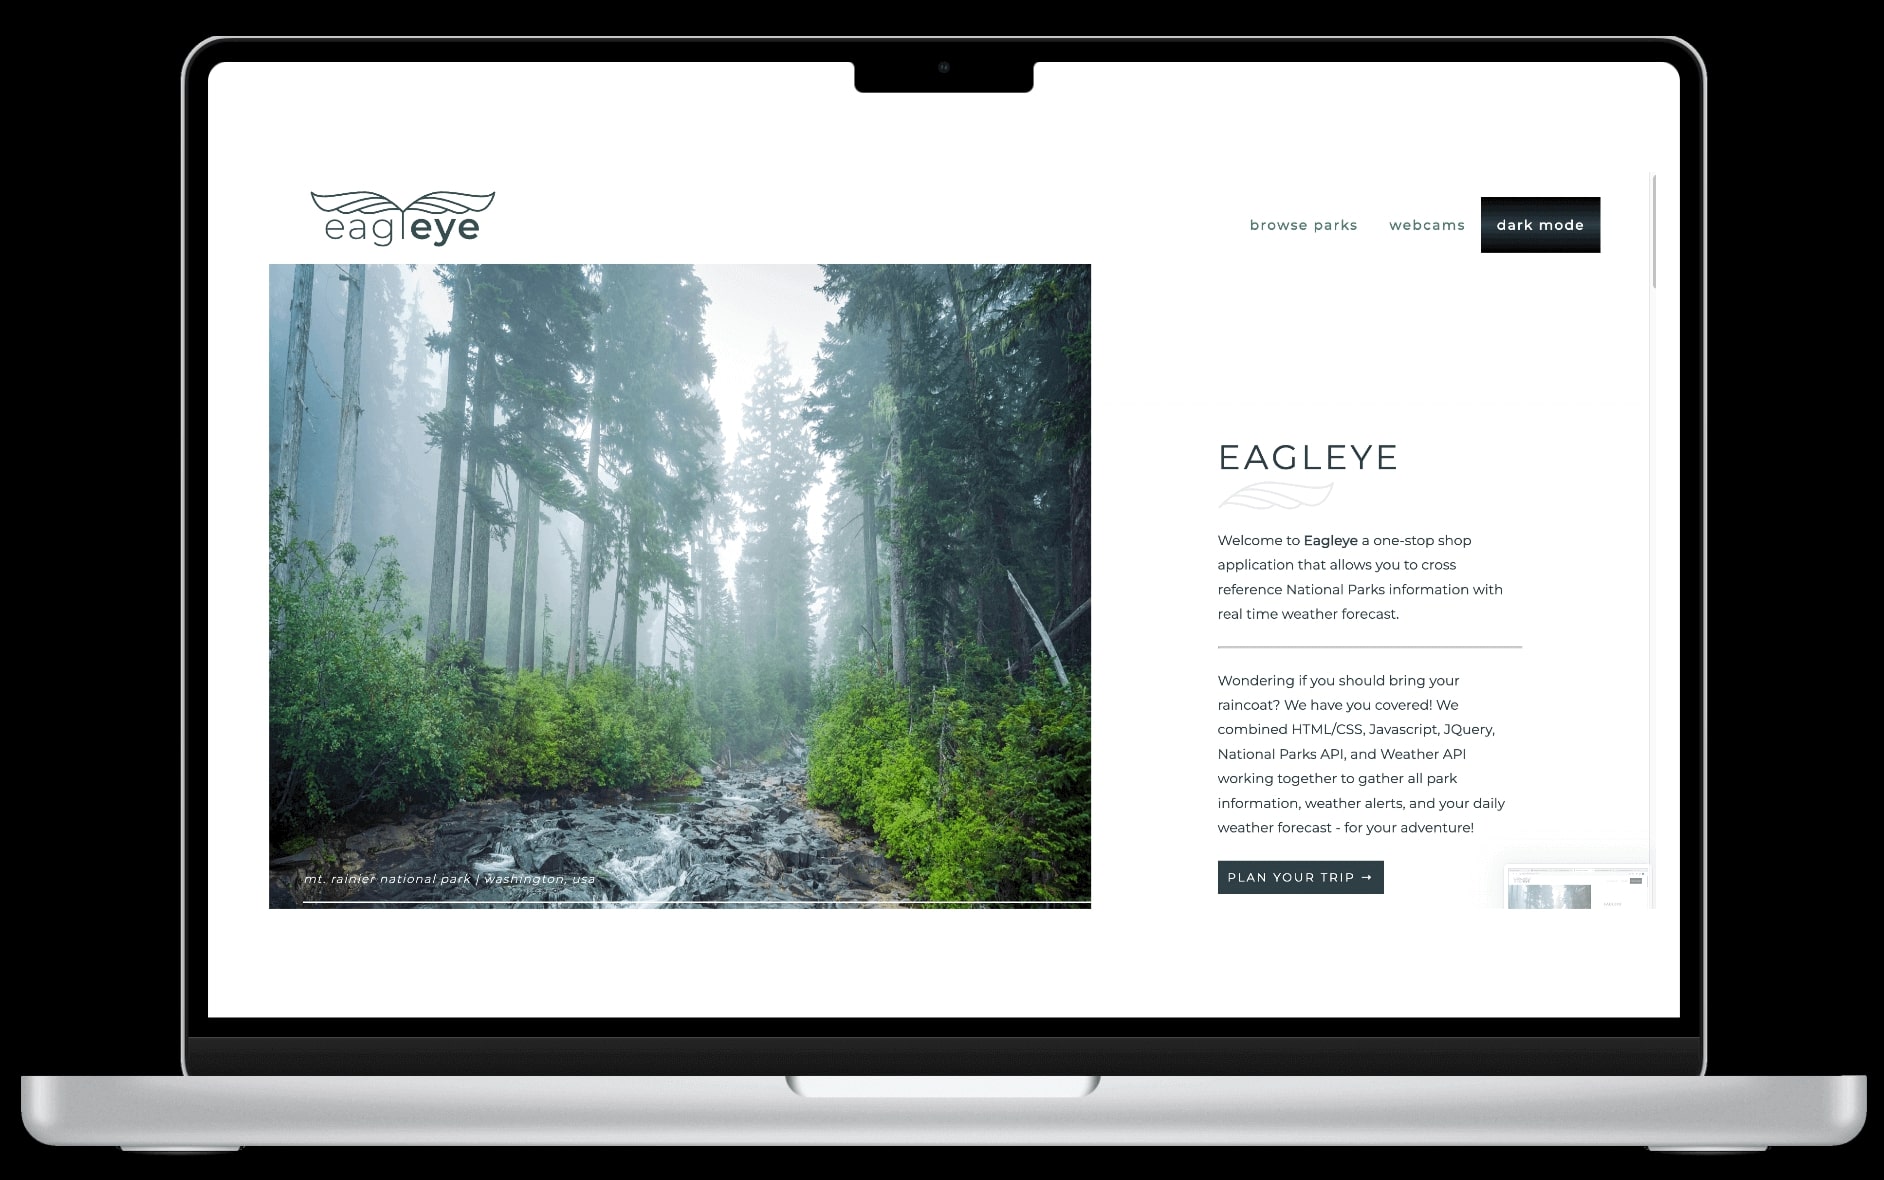 eagleye
browse parks
webcams
dark mode
mt. rainier national park | washington, usa
EAGLEYE
Welcome to Eagleye a one-stop shop
application that allows you to cross
reference National Parks information with
real time weather forecast.
Wondering if you should bring your
raincoat? We have you covered! We
combined HTML/CSS, Javascript, JQuery,
National Parks API, and Weather API
working together to gather all park
information, weather alerts, and your daily
weather forecast - for your adventure!
PLAN YOUR TRIP →